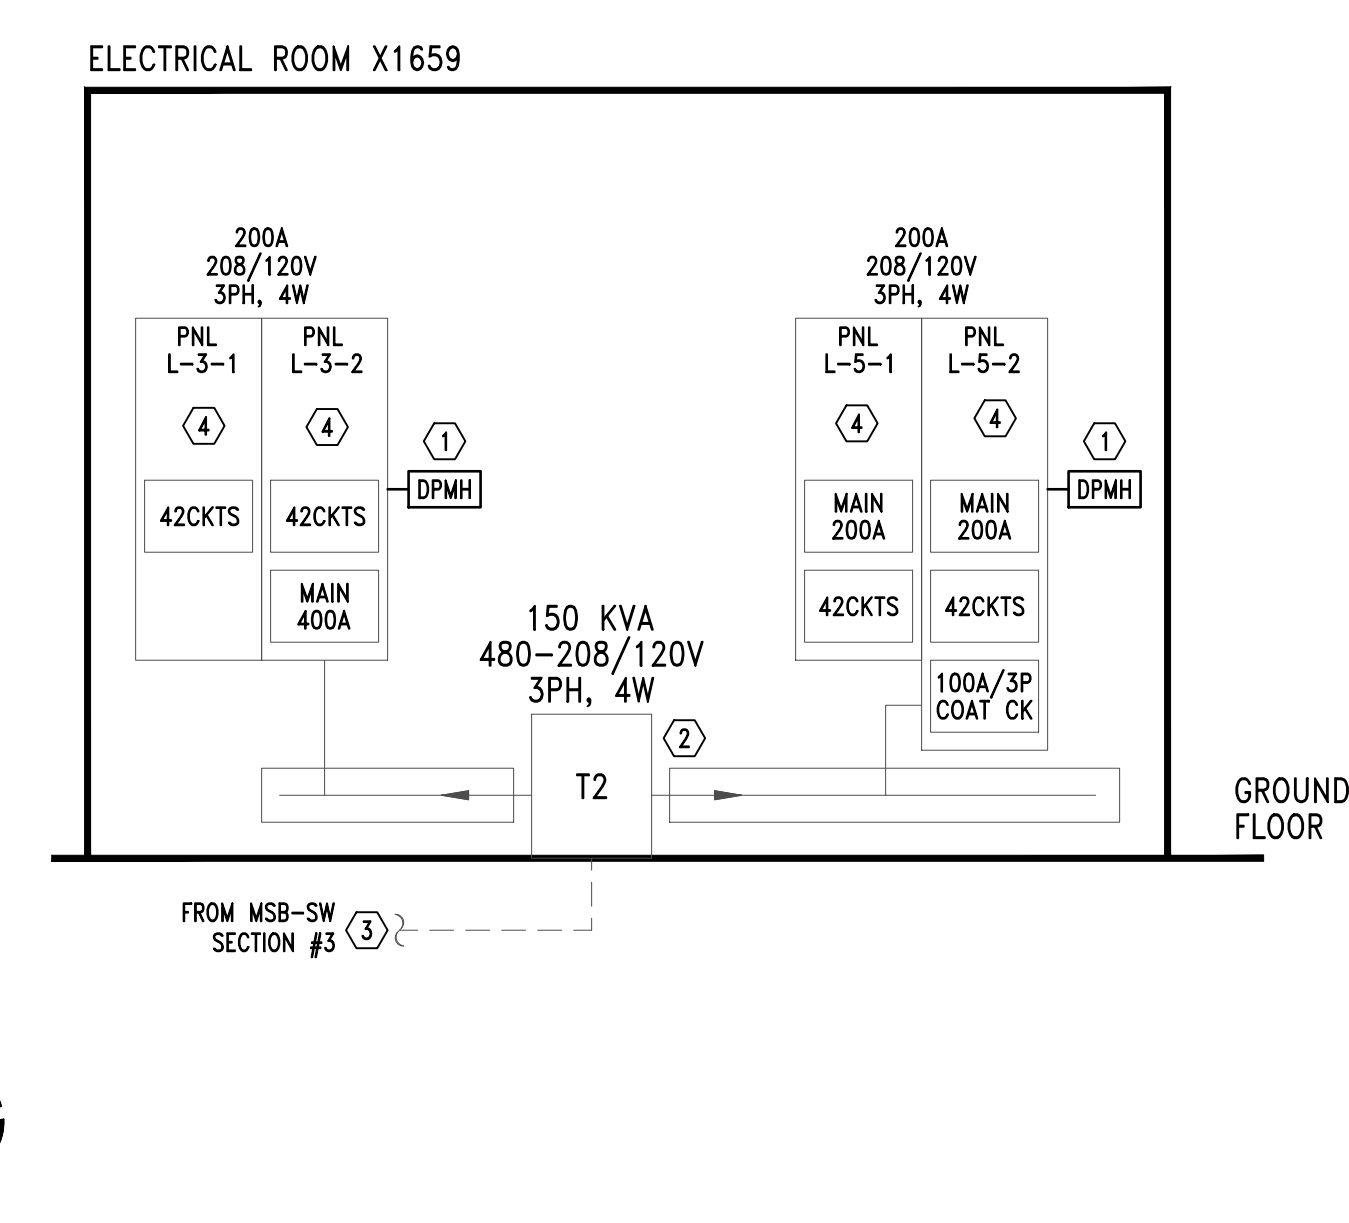 ELECTRICAL ROOM X1659
200A
208/120V
3PH, 4W
200A
208/120V
3PH, 4W
PNL
L-3-1
PNL
L-3-2
PNL
L-5-1
PNL
L-5-2
4
4
4
4
1
DPMH
1
DPMH
42CKTS
42CKTS
MAIN
400A
MAIN
200A
MAIN
200A
42CKTS
42CKTS
100A/3P
COAT CK
150 KVA
480-208/120V
3PH, 4W
2
T2
GROUND
FLOOR
FROM MSB-SW
SECTION #3
3